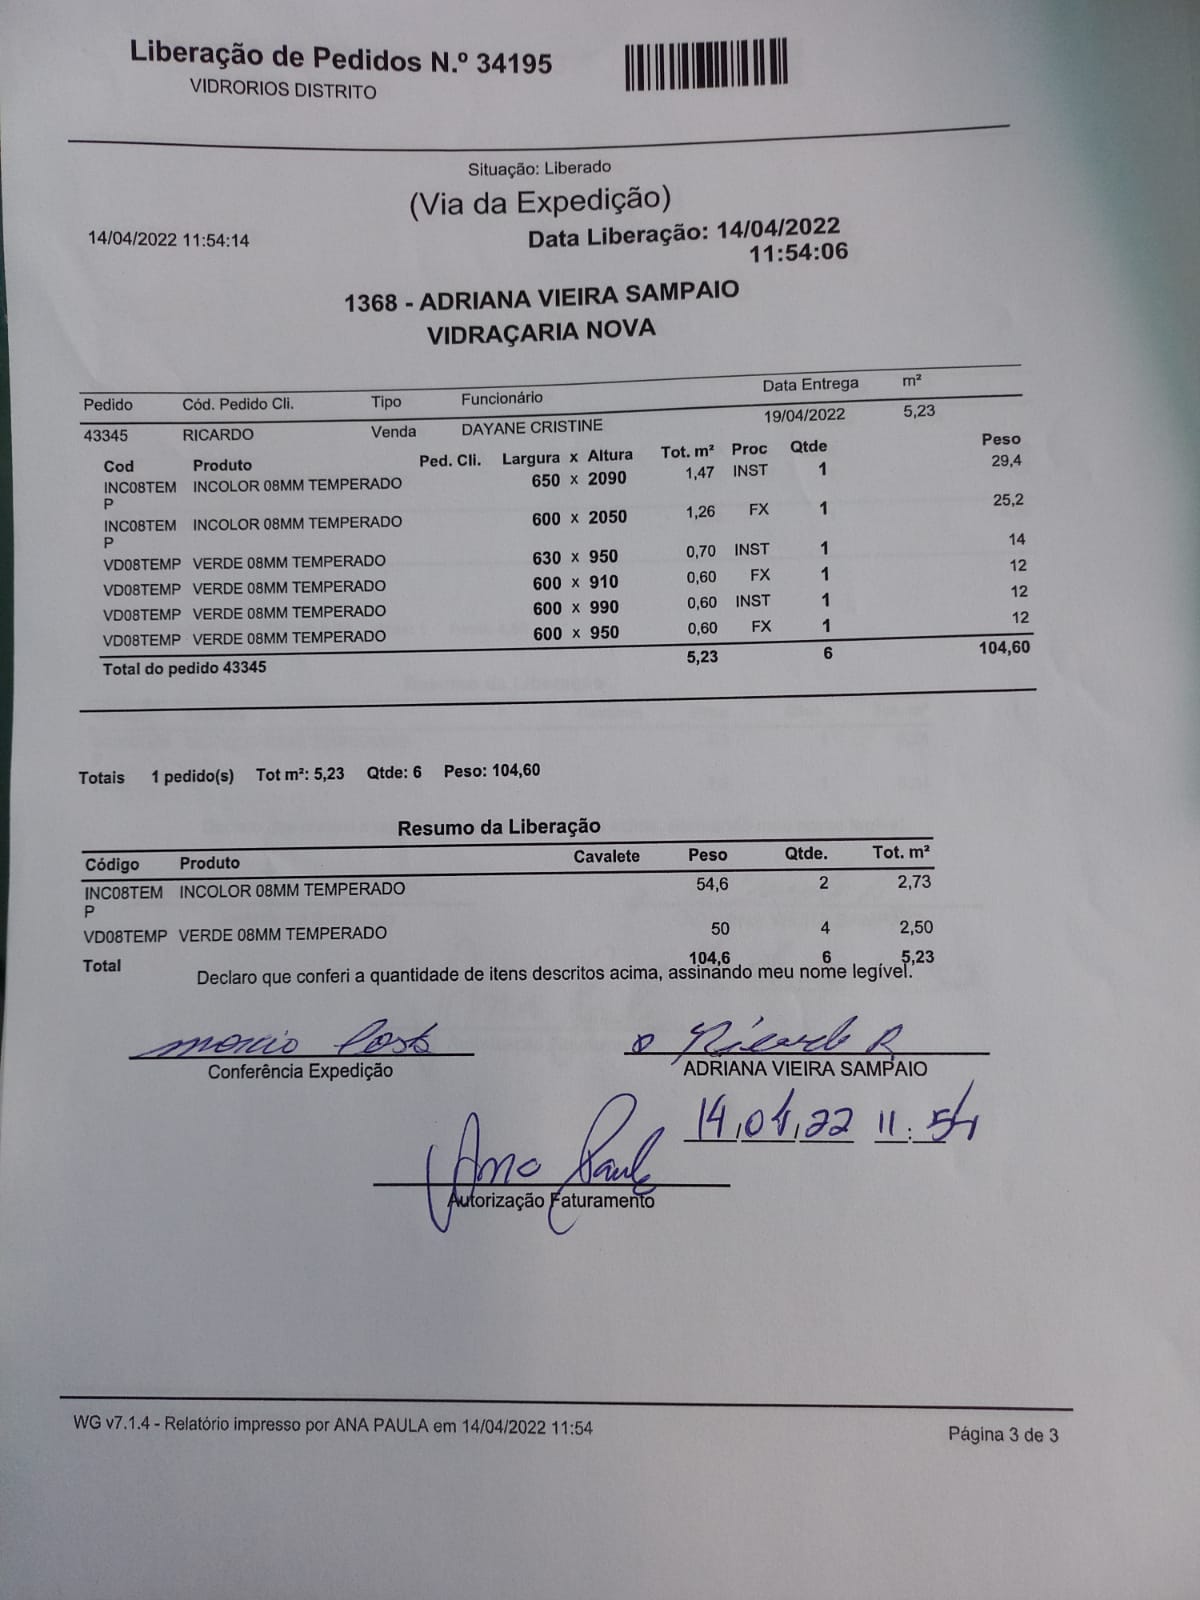 Liberação de Pedidos N.º 34195
VIDRORIOS DISTRITO
Situação: Liberado
(Via da Expedição)
14/04/2022 11:54:14 Data Liberação: 14/04/2022
11:54:06
1368 - ADRIANA VIEIRA SAMPAIO
VIDRAÇARIA NOVA
Pedido Cód. Pedido Cli. Tipo Funcionário Data Entrega m²
43345 RICARDO Venda DAYANE CRISTINE 19/04/2022 5,23
Cod Produto Ped. Cli. Largura x Altura Tot. m² Proc Qtde Peso
INC08TEM INCOLOR 08MM TEMPERADO 650 x 2090 1,47 INST 1 29,4
P
INC08TEM INCOLOR 08MM TEMPERADO 600 x 2050 1,26 FX 1 25,2
P
VD08TEMP VERDE 08MM TEMPERADO 630 x 950 0,70 INST 1 14
VD08TEMP VERDE 08MM TEMPERADO 600 x 910 0,60 FX 1 12
VD08TEMP VERDE 08MM TEMPERADO 600 x 990 0,60 INST 1 12
VD08TEMP VERDE 08MM TEMPERADO 600 x 950 0,60 FX 1 12
Total do pedido 43345 5,23 6 104,60
Totais 1 pedido(s) Tot m²: 5,23 Qtde: 6 Peso: 104,60
Resumo da Liberação
Código Produto Cavalete Peso Qtde. Tot. m²
INC08TEM INCOLOR 08MM TEMPERADO 54,6 2 2,73
P
VD08TEMP VERDE 08MM TEMPERADO 50 4 2,50
Total 104,6 6 5,23
Declaro que conferi a quantidade de itens descritos acima, assinando meu nome legível.
Ricardo R
Conferência Expedição ADRIANA VIEIRA SAMPAIO
14,04,22 11:54
Ana Paula
Autorização Faturamento
WG v7.1.4 - Relatório impresso por ANA PAULA em 14/04/2022 11:54
Página 3 de 3